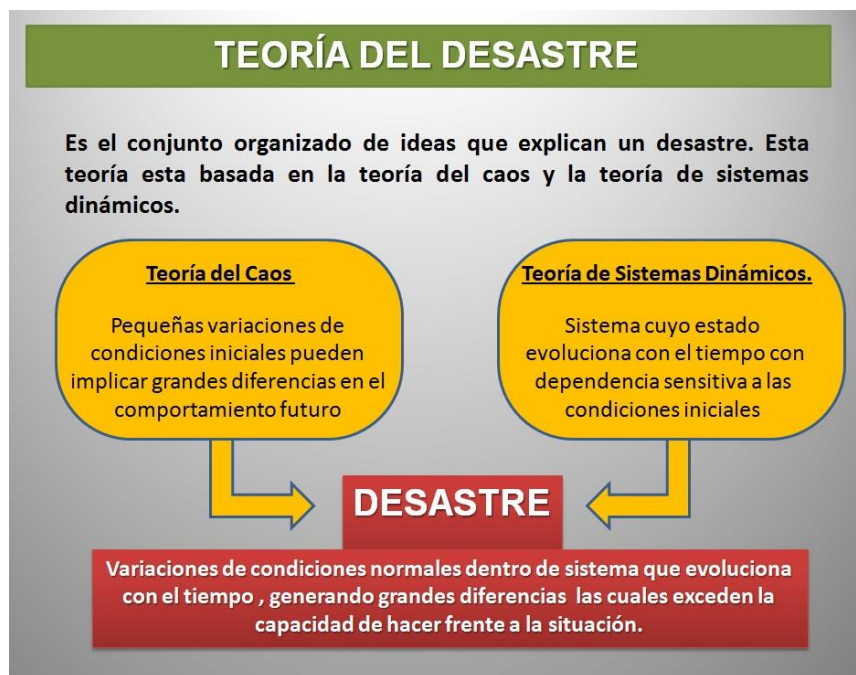 TEORÍA DEL DESASTRE
Es el conjunto organizado de ideas que explican un desastre. Esta
teoría esta basada en la teoría del caos y la teoría de sistemas
dinámicos.
Teoría del Caos
Pequeñas variaciones de
condiciones iniciales pueden
implicar grandes diferencias en el
comportamiento futuro
Teoría de Sistemas Dinámicos.
Sistema cuyo estado
evoluciona con el tiempo con
dependencia sensitiva a las
condiciones iniciales
DESASTRE
Variaciones de condiciones normales dentro de sistema que evoluciona
con el tiempo , generando grandes diferencias las cuales exceden la
capacidad de hacer frente a la situación.